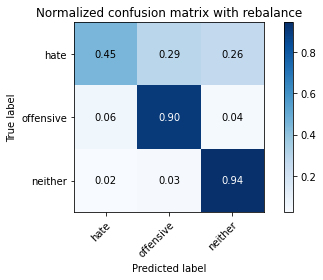 Normalized confusion matrix with rebalance
True label
hate 0.45 0.29 0.26
offensive 0.06 0.90 0.04
neither 0.02 0.03 0.94
hate offensive neither
Predicted label
0.8
0.6
0.4
0.2